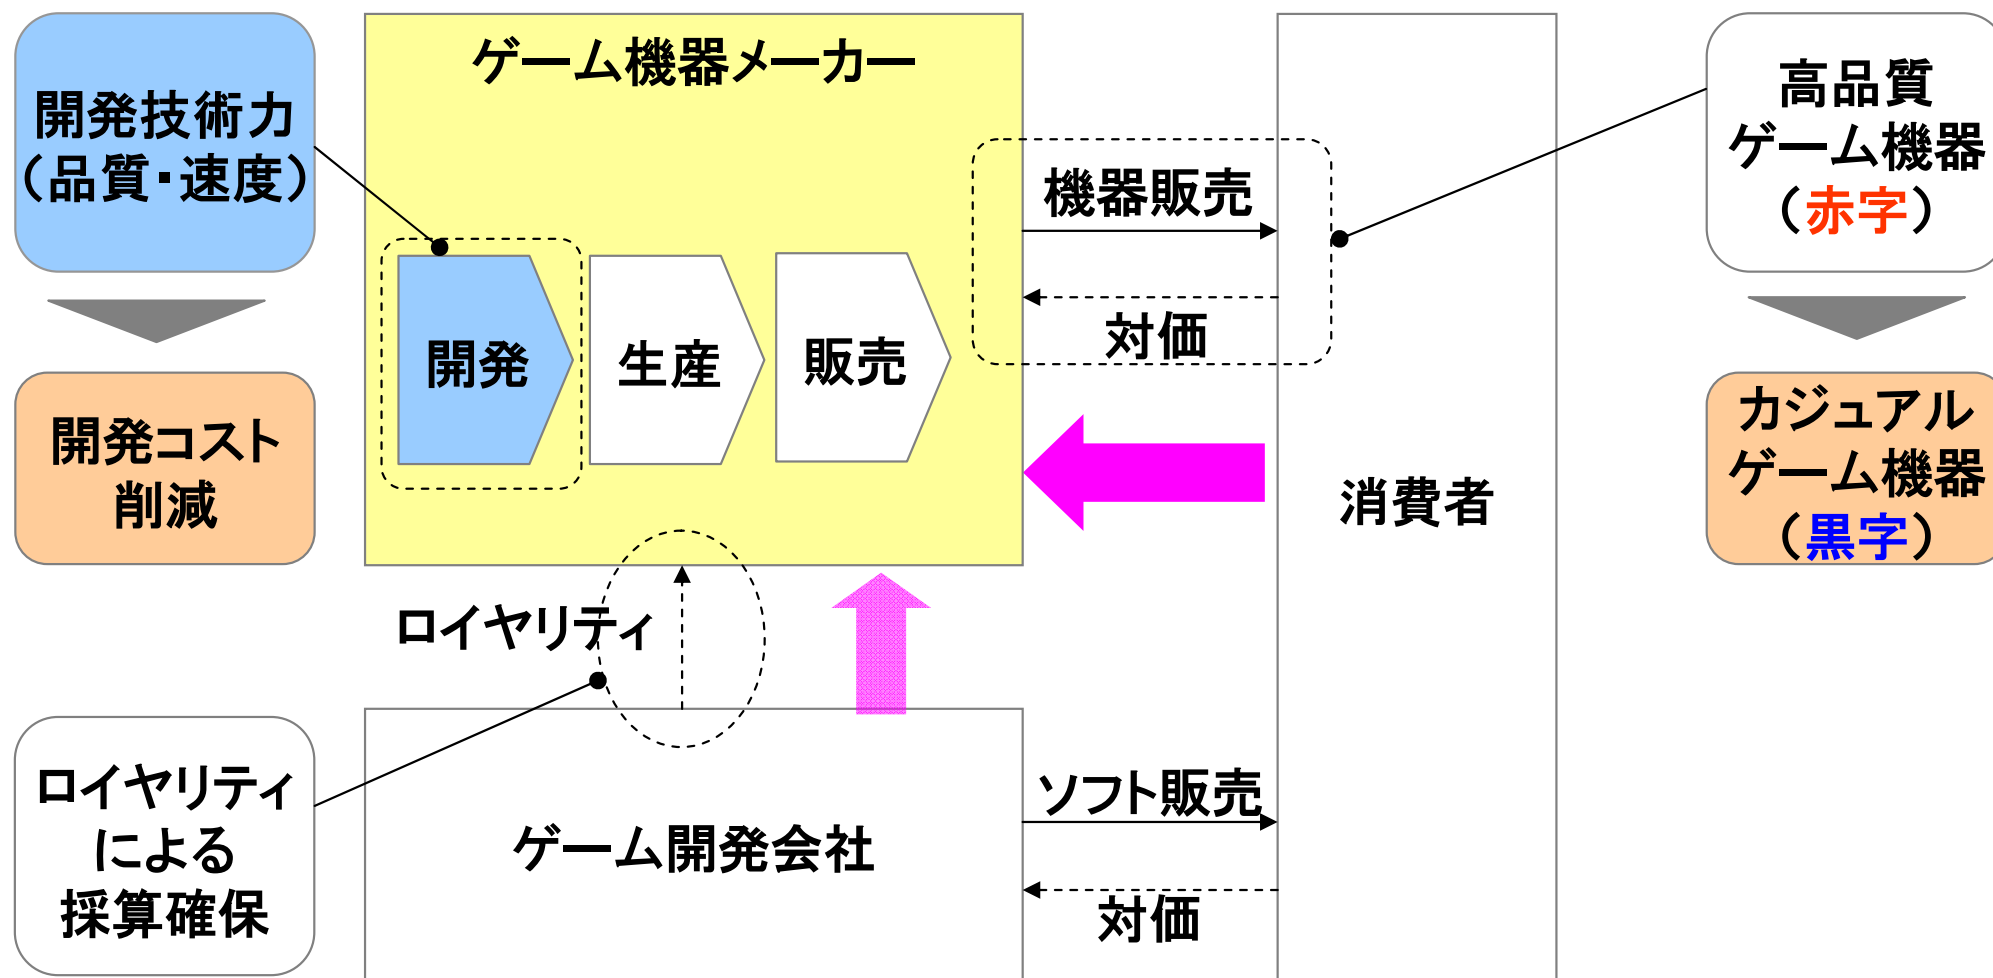 ゲーム機器メーカー
開発技術力
（品質・速度）
開発コスト
削減
開発
生産
販売
機器販売
対価
高品質
ゲーム機器
（赤字）
カジュアル
ゲーム機器
（黒字）
消費者
ロイヤリティ
ロイヤリティ
による
採算確保
ゲーム開発会社
ソフト販売
対価